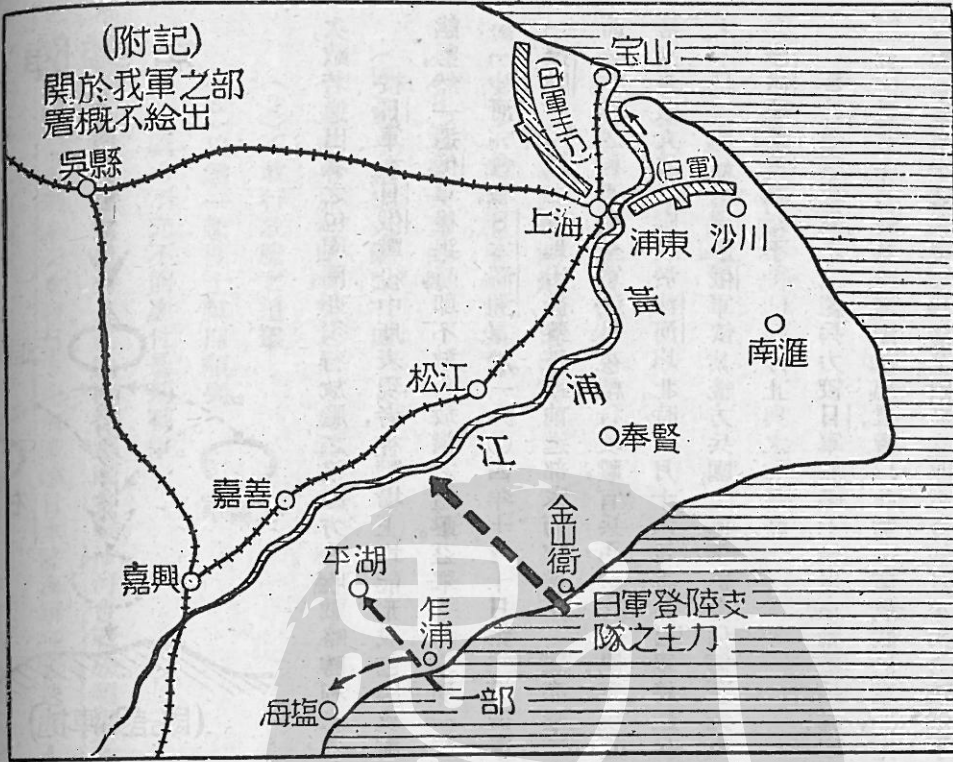 (附記)
關於我軍之部
署概不繪出
吳縣
宝山
(日軍主力)
(日軍)
上海
浦東
沙川
黃
浦
江
南滙
松江
奉賢
嘉善
金山衛
嘉興
平湖
乍浦
日軍登陸支
隊之主力
一部
海塩